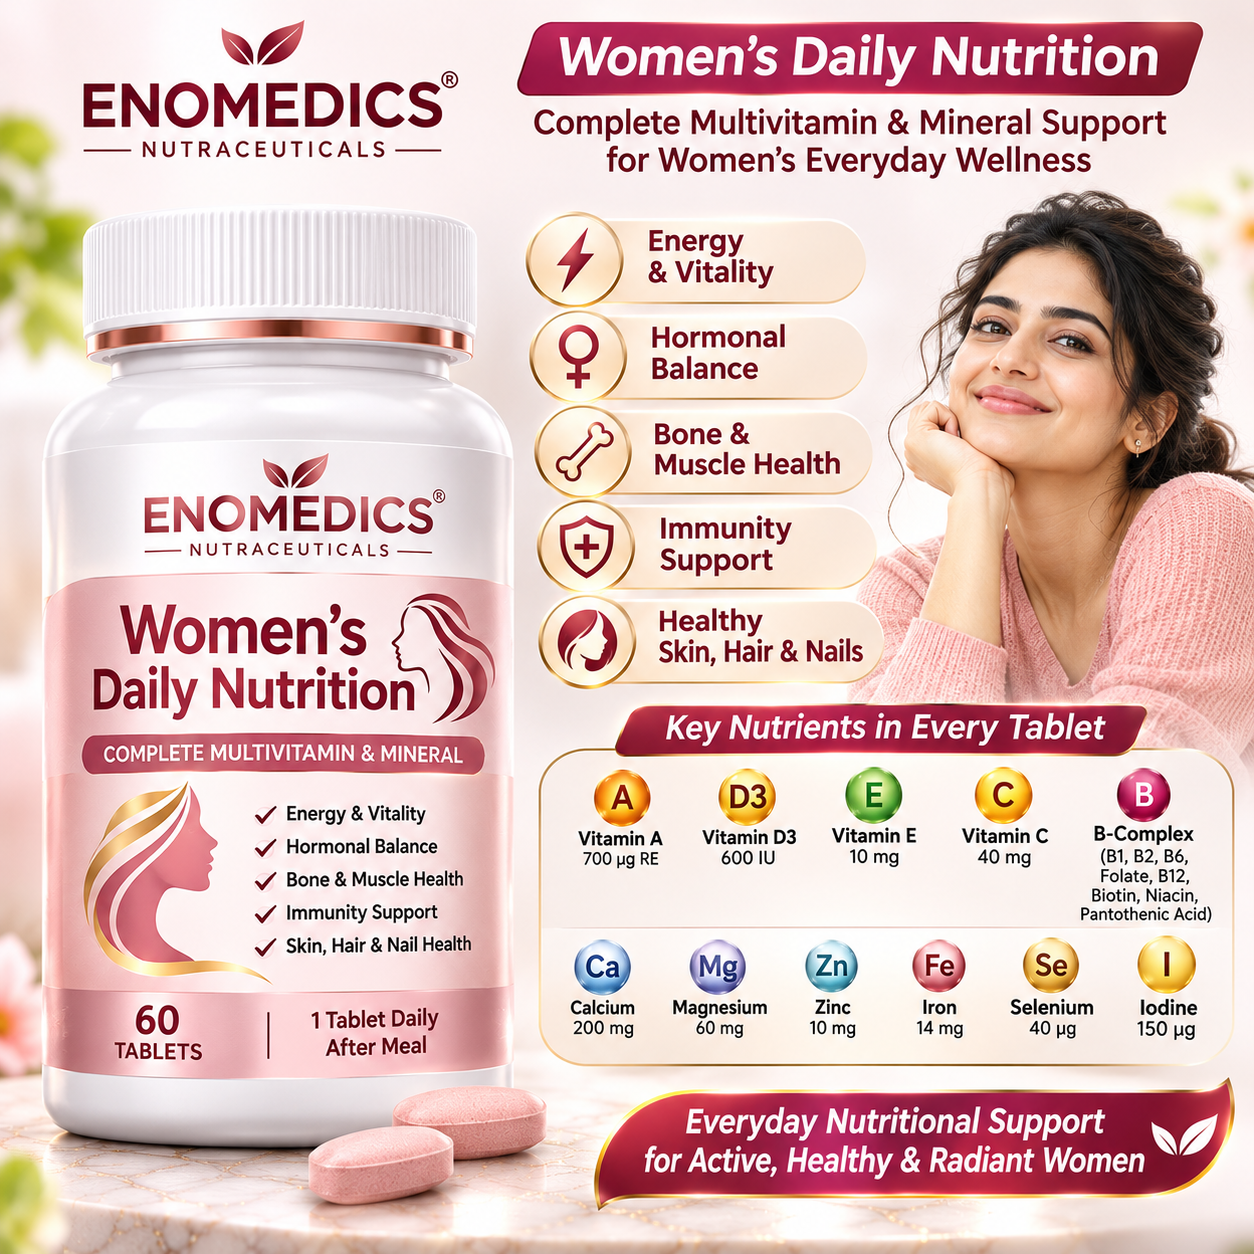 ENOMEDICS®
NUTRACEUTICALS
Women's Daily Nutrition
Complete Multivitamin & Mineral Support
for Women's Everyday Wellness
Energy
& Vitality
Hormonal
Balance
Bone &
Muscle Health
Immunity
Support
Healthy
Skin, Hair & Nails
ENOMEDICS®
NUTRACEUTICALS
Women's
Daily Nutrition
COMPLETE MULTIVITAMIN & MINERAL
Energy & Vitality
Hormonal Balance
Bone & Muscle Health
Immunity Support
Skin, Hair & Nail Health
60
TABLETS
1 Tablet Daily
After Meal
Key Nutrients in Every Tablet
A
Vitamin A
700 µg RE
D3
Vitamin D3
600 IU
E
Vitamin E
10 mg
C
Vitamin C
40 mg
B
B-Complex
(B1, B2, B6,
Folate, B12,
Biotin, Niacin,
Pantothenic Acid)
Ca
Calcium
200 mg
Mg
Magnesium
60 mg
Zn
Zinc
10 mg
Fe
Iron
14 mg
Se
Selenium
40 µg
I
Iodine
150 µg
Everyday Nutritional Support
for Active, Healthy & Radiant Women